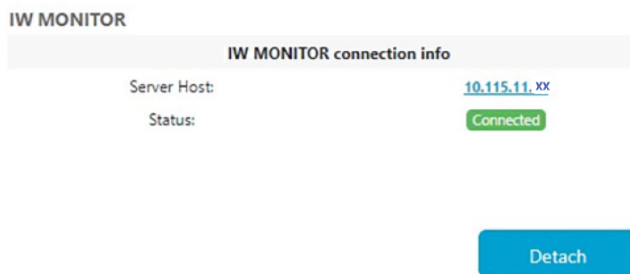 IW MONITOR
IW MONITOR connection info
Server Host: 10.115.11. XX
Status: Connected
Detach